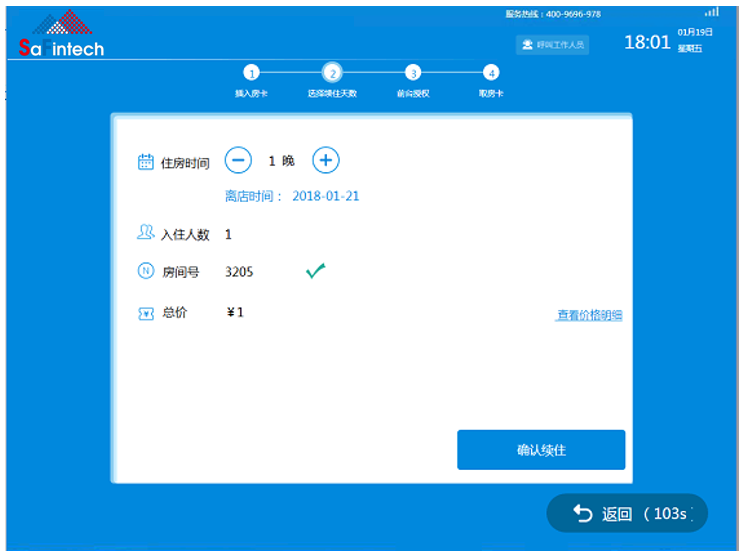 服务热线：400-9696-978
SaFintech
呼叫工作人员
18:01
01月19日
星期五
1
2
3
4
插入房卡
选择续住天数
前台授权
取房卡
住房时间
1 晚
离店时间： 2018-01-21
入住人数 1
N 房间号 3205
总价 ￥1
查看价格明细
确认续住
返回 （103s